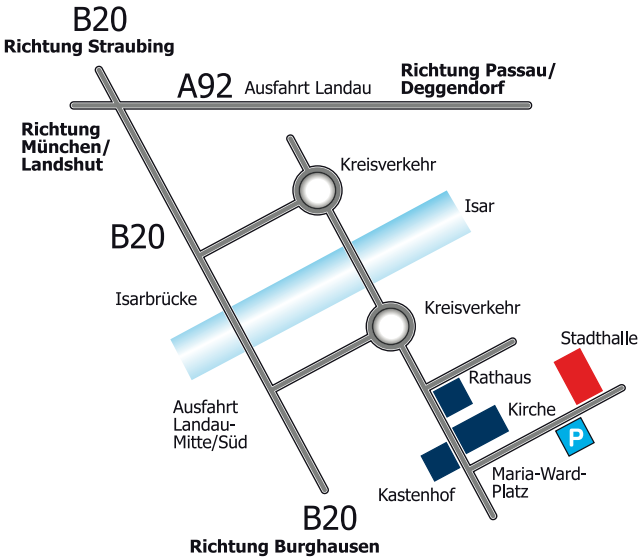 B20
Richtung Straubing
A92
Ausfahrt Landau
Richtung Passau/
Deggendorf
Richtung
München/
Landshut
Kreisverkehr
Isar
B20
Isarbrücke
Kreisverkehr
Stadthalle
Rathaus
Ausfahrt
Landau-
Mitte/Süd
Kirche
P
Maria-Ward-
Platz
Kastenhof
B20
Richtung Burghausen